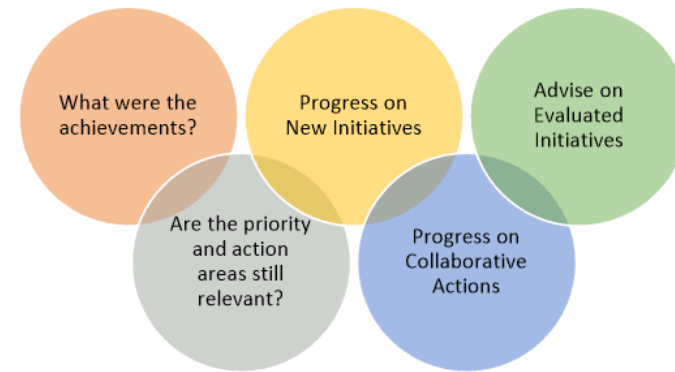 What were the
achievements?
Progress on
New Initiatives
Advise on
Evaluated
Initiatives
Are the priority
and action
areas still
relevant?
Progress on
Collaborative
Actions